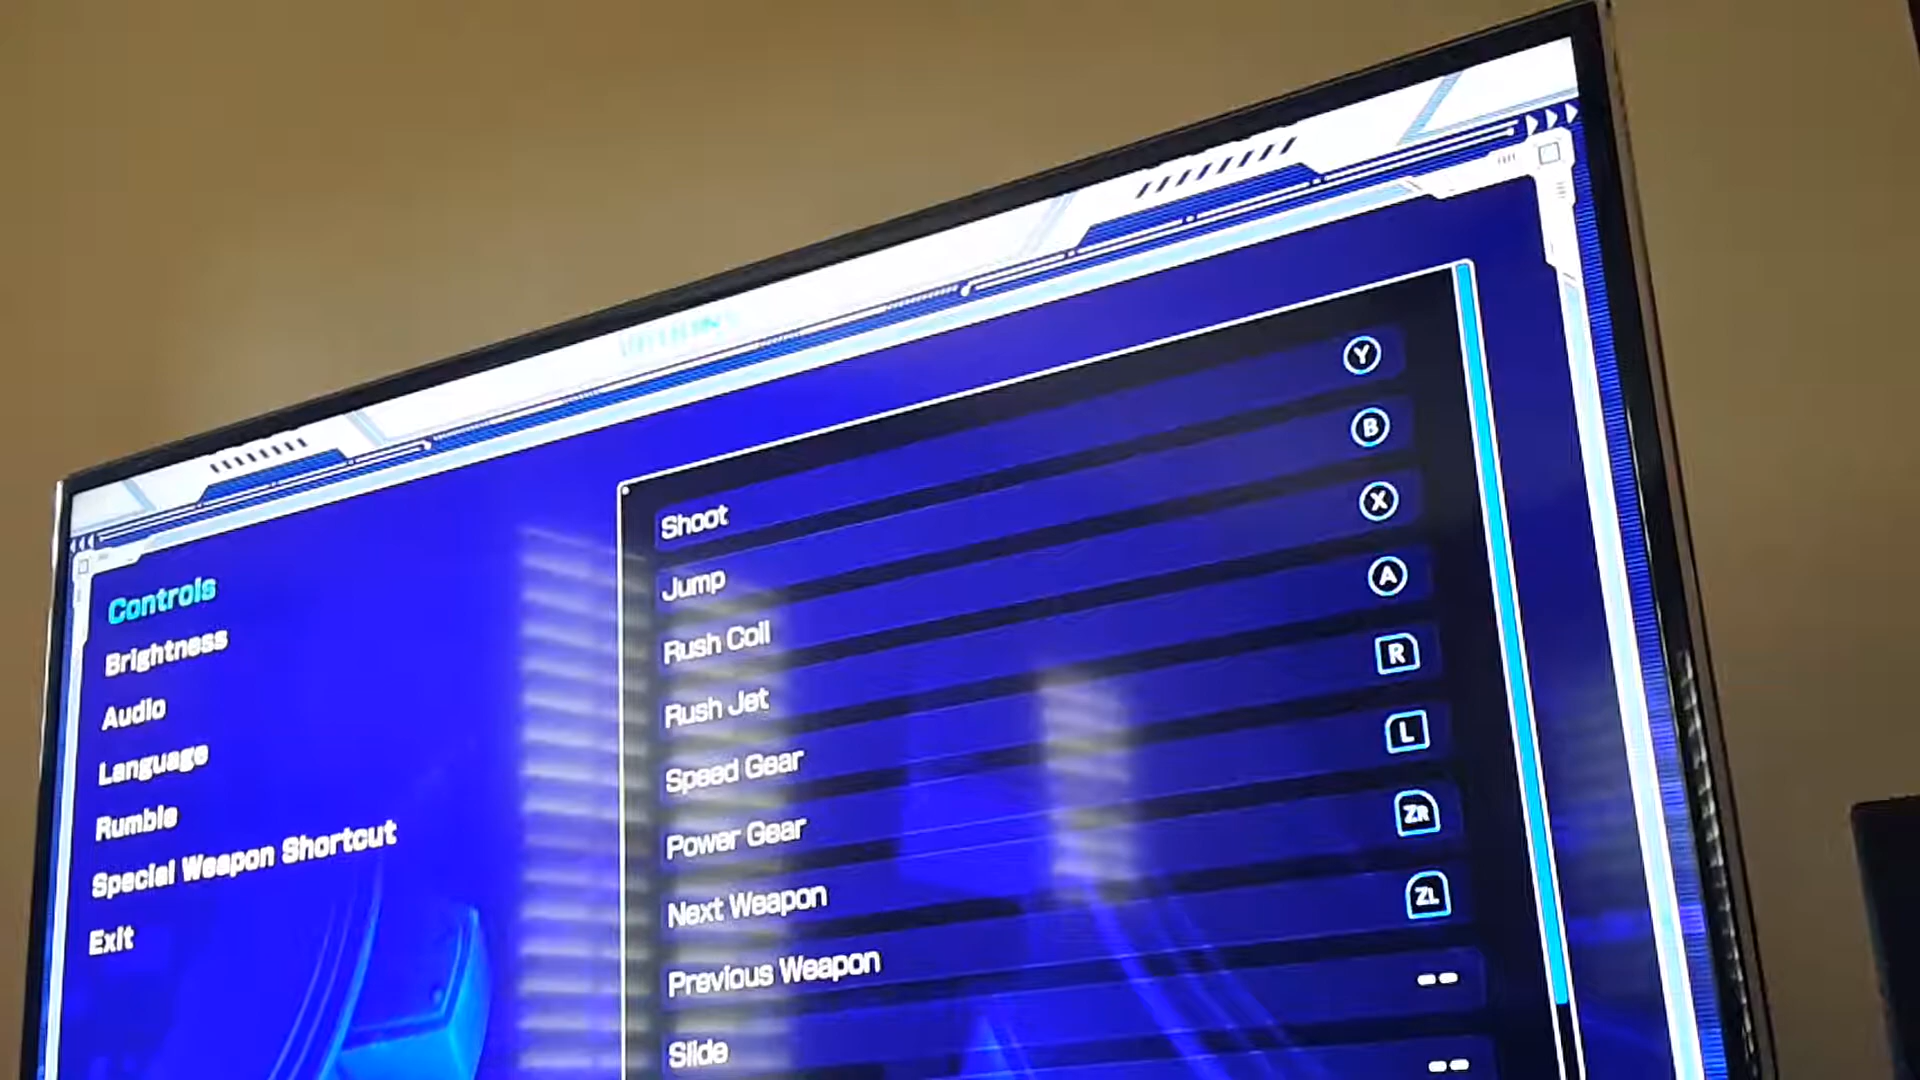 Controls
Brightness
Audio
Language
Rumble
Special Weapon Shortcut
Exit
Shoot Y
Jump B
Rush Coil X
Rush Jet A
Speed Gear R
Power Gear L
Next Weapon ZR
Previous Weapon ZL
Slide --
--